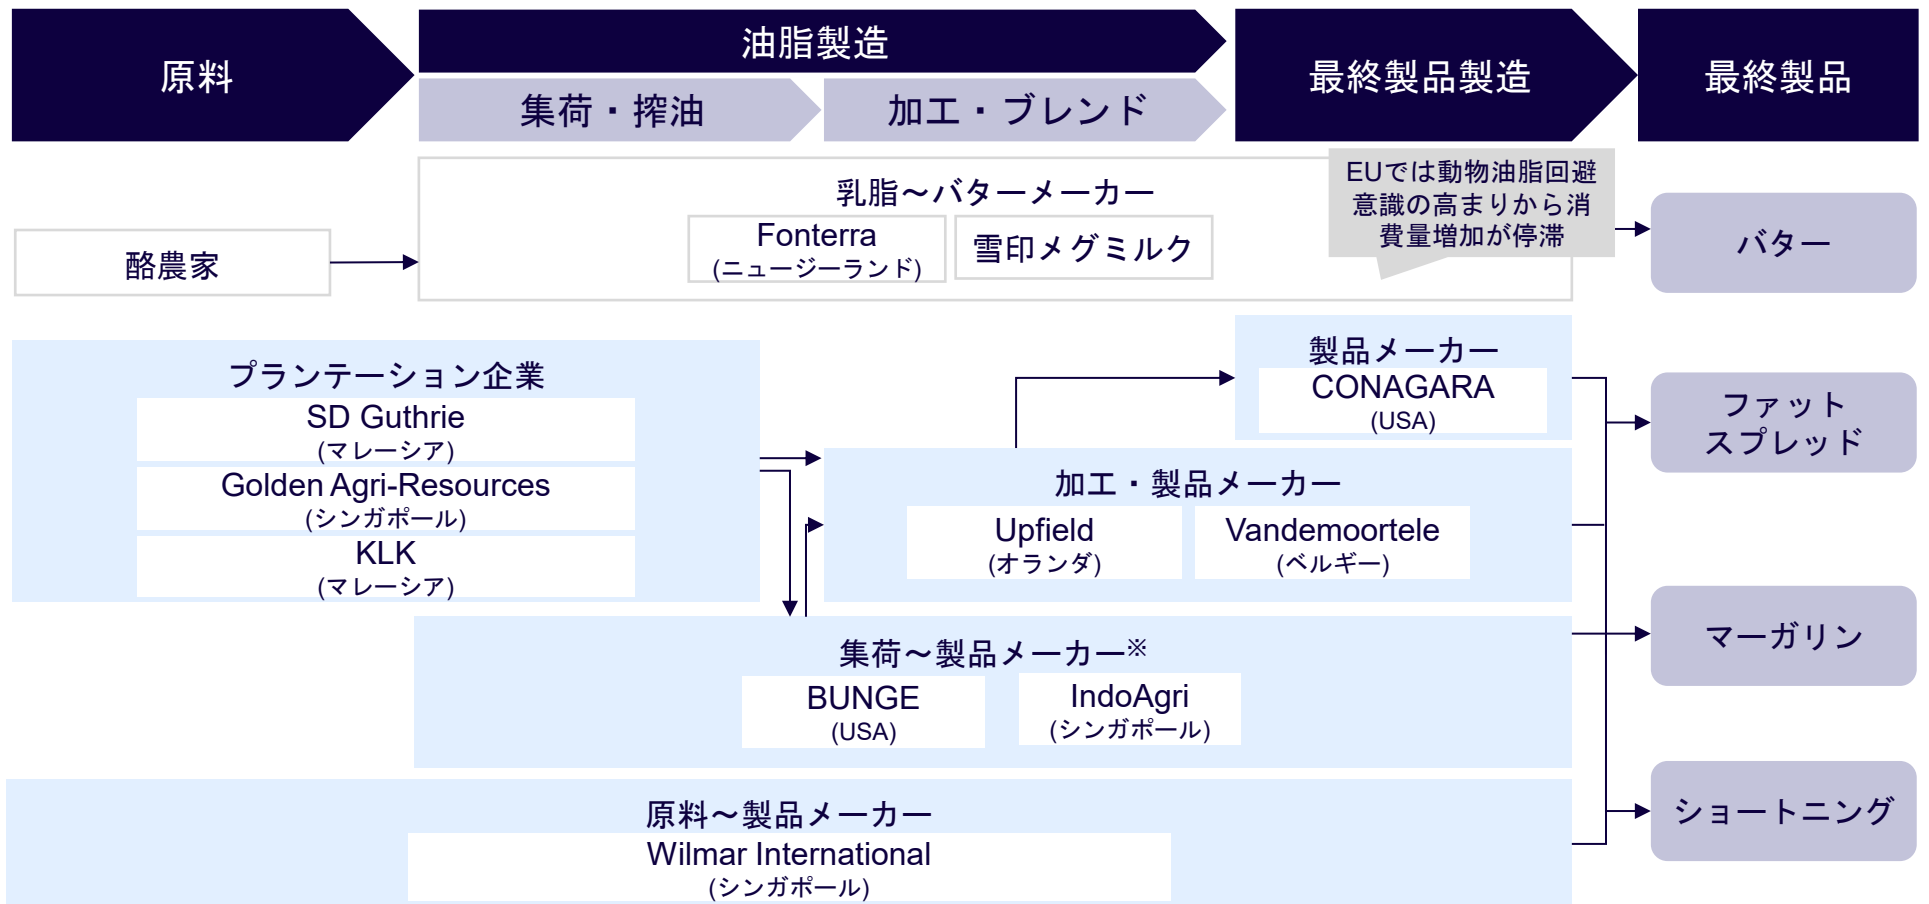 原料
油脂製造
集荷・搾油
加工・ブレンド
最終製品製造
最終製品
酪農家
乳脂～バターメーカー
Fonterra
(ニュージーランド)
雪印メグミルク
EUでは動物油脂回避
意識の高まりから消
費量増加が停滞
バター
プランテーション企業
SD Guthrie
(マレーシア)
Golden Agri-Resources
(シンガポール)
KLK
(マレーシア)
製品メーカー
CONAGARA
(USA)
ファット
スプレッド
加工・製品メーカー
Upfield
(オランダ)
Vandemoortele
(ベルギー)
集荷～製品メーカー※
BUNGE
(USA)
IndoAgri
(シンガポール)
マーガリン
原料～製品メーカー
Wilmar International
(シンガポール)
ショートニング